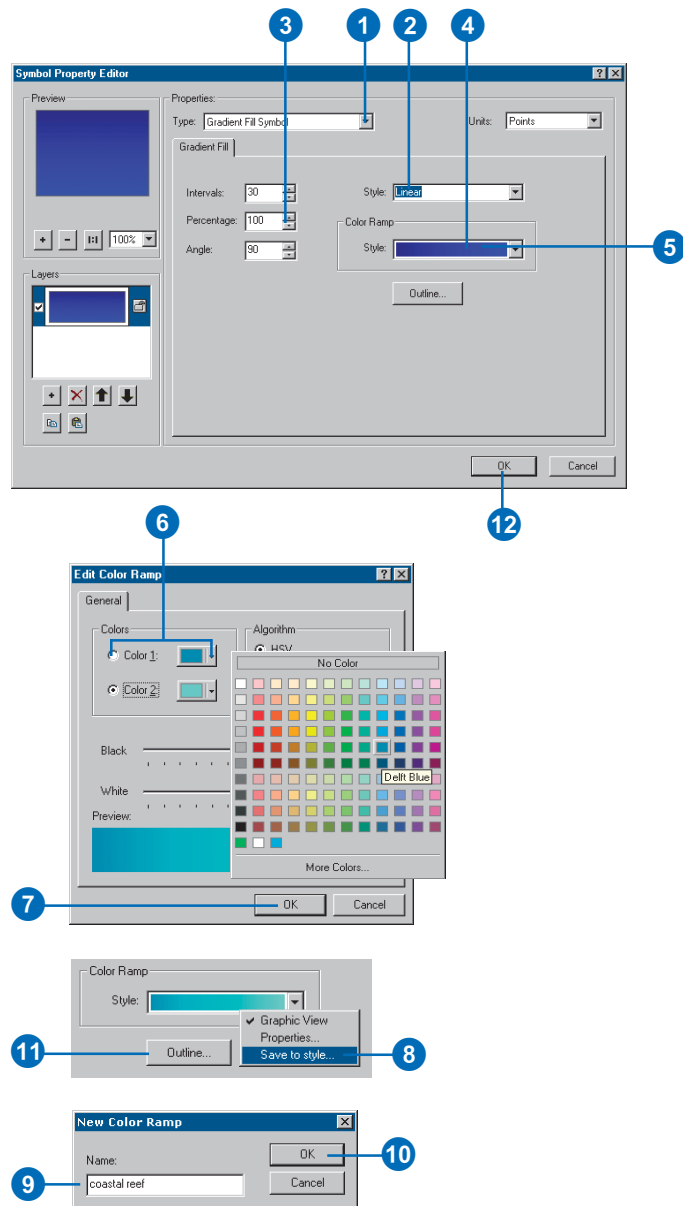 3 1 2 4
Symbol Property Editor
Preview
Properties:
Type: Gradient Fill Symbol Units: Points
Gradient Fill
Intervals: 30 Style: Linear
Percentage: 100 Color Ramp
+ - 1:1 100%
Angle: 90 Style: 5
Layers
Outline...
OK Cancel
12
6
Edit Color Ramp
General
Colors Algorithm
Color 1: HSV
No Color
Color 2:
Black
Delft Blue
White
Preview:
More Colors...
7 OK Cancel
Color Ramp
Style:
Graphic View
Properties...
11 Outline... Save to style... 8
New Color Ramp
Name: OK 10
9 coastal reef Cancel